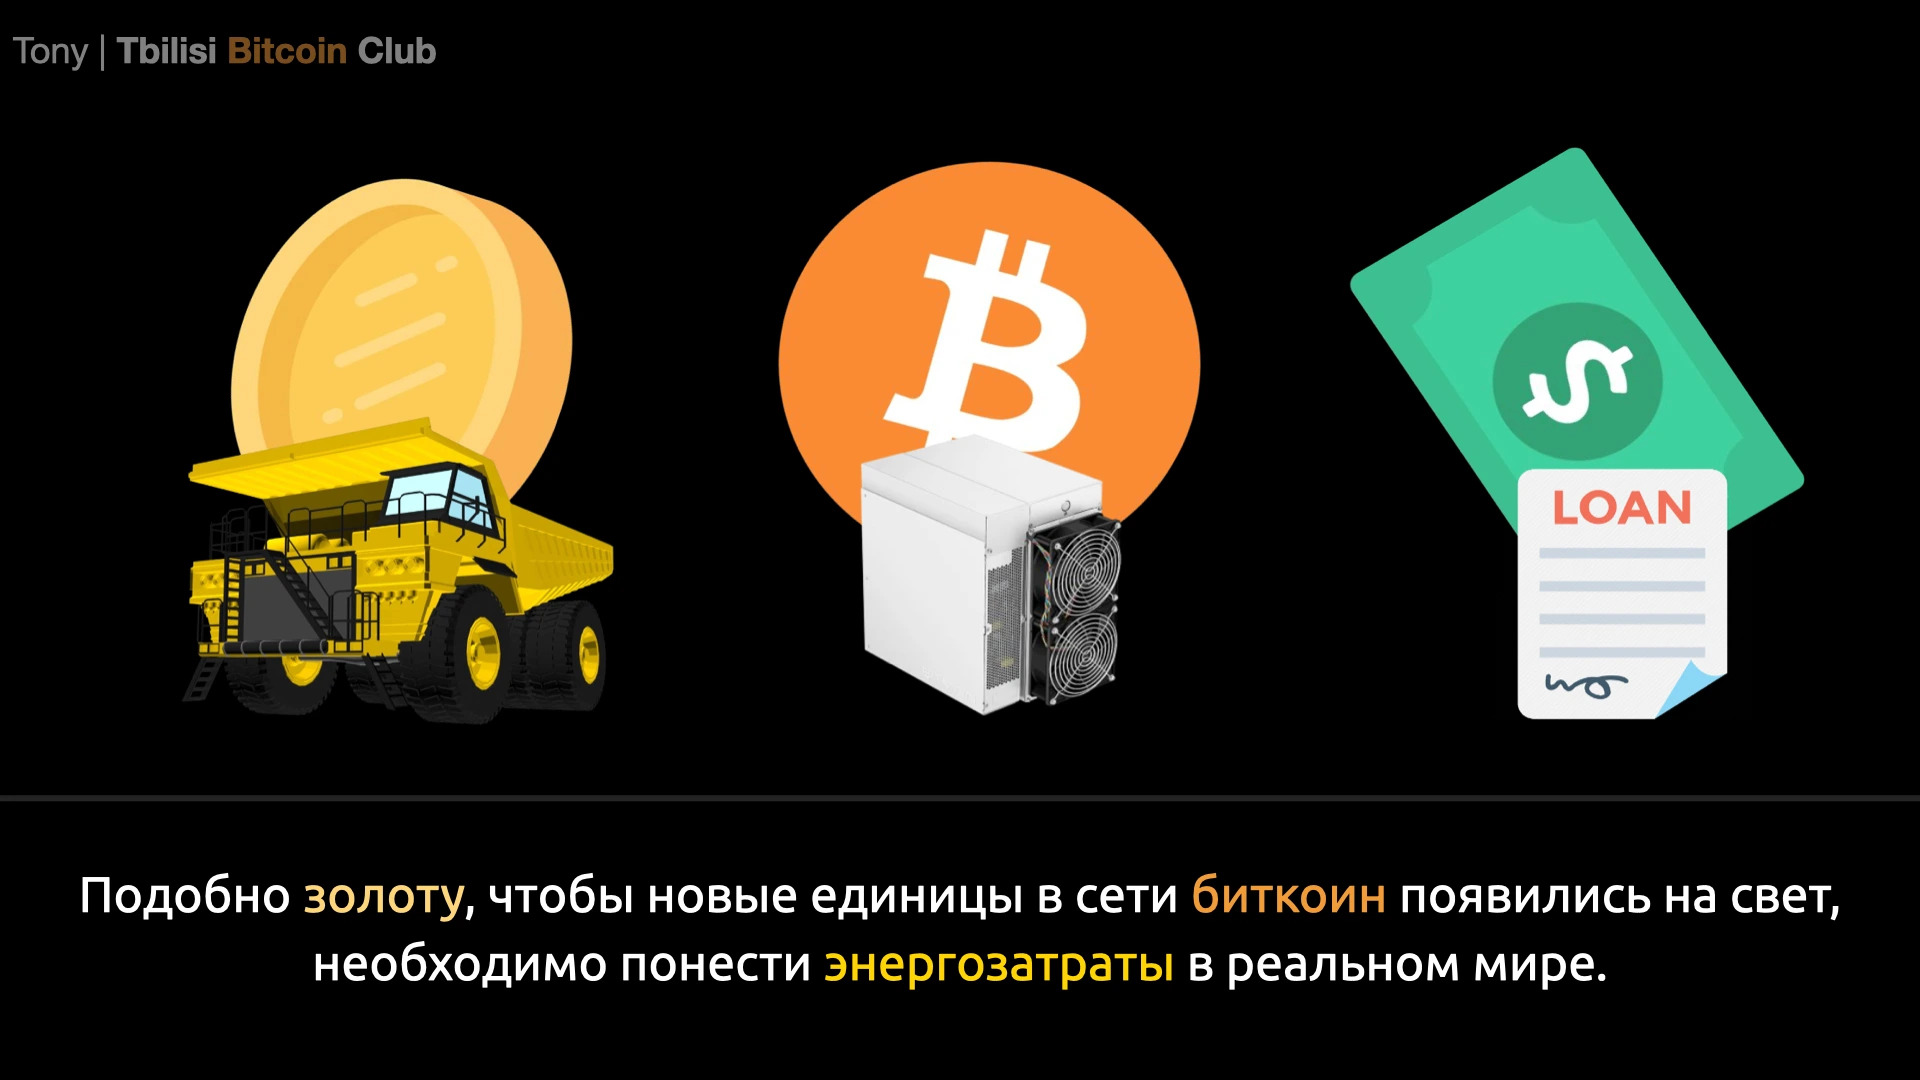 Tony | Tbilisi Bitcoin Club
LOAN
Подобно золоту, чтобы новые единицы в сети биткоин появились на свет,
необходимо понести энергозатраты в реальном мире.